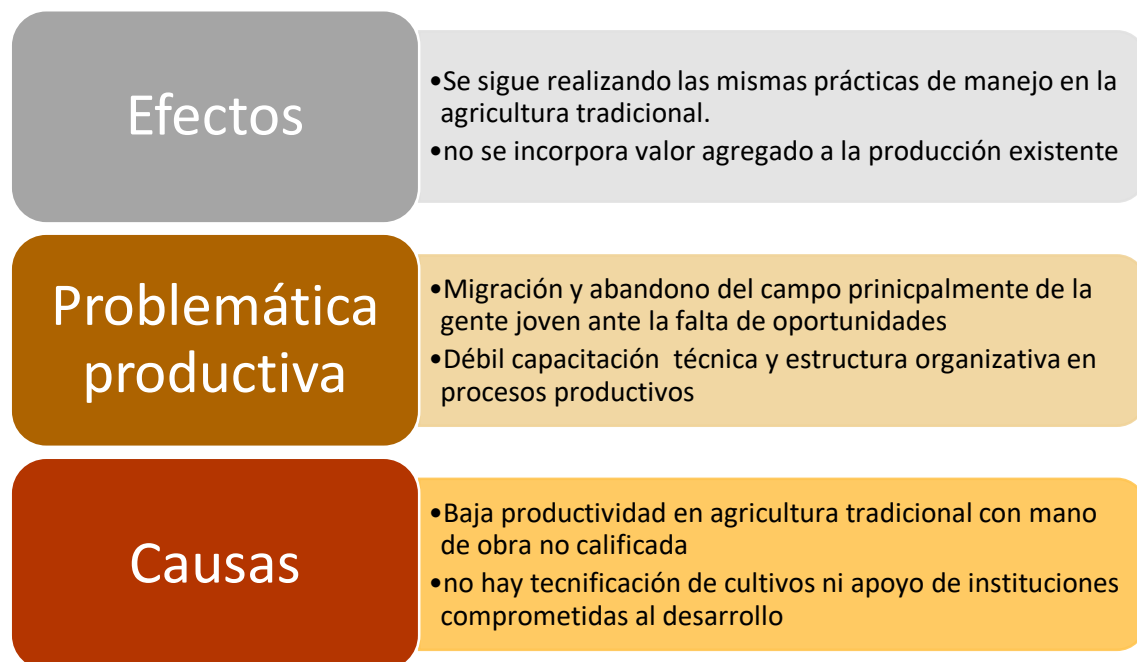 Efectos
•Se sigue realizando las mismas prácticas de manejo en la
agricultura tradicional.
•no se incorpora valor agregado a la producción existente
Problemática
productiva
•Migración y abandono del campo prinicpalmente de la
gente joven ante la falta de oportunidades
•Débil capacitación técnica y estructura organizativa en
procesos productivos
Causas
•Baja productividad en agricultura tradicional con mano
de obra no calificada
•no hay tecnificación de cultivos ni apoyo de instituciones
comprometidas al desarrollo